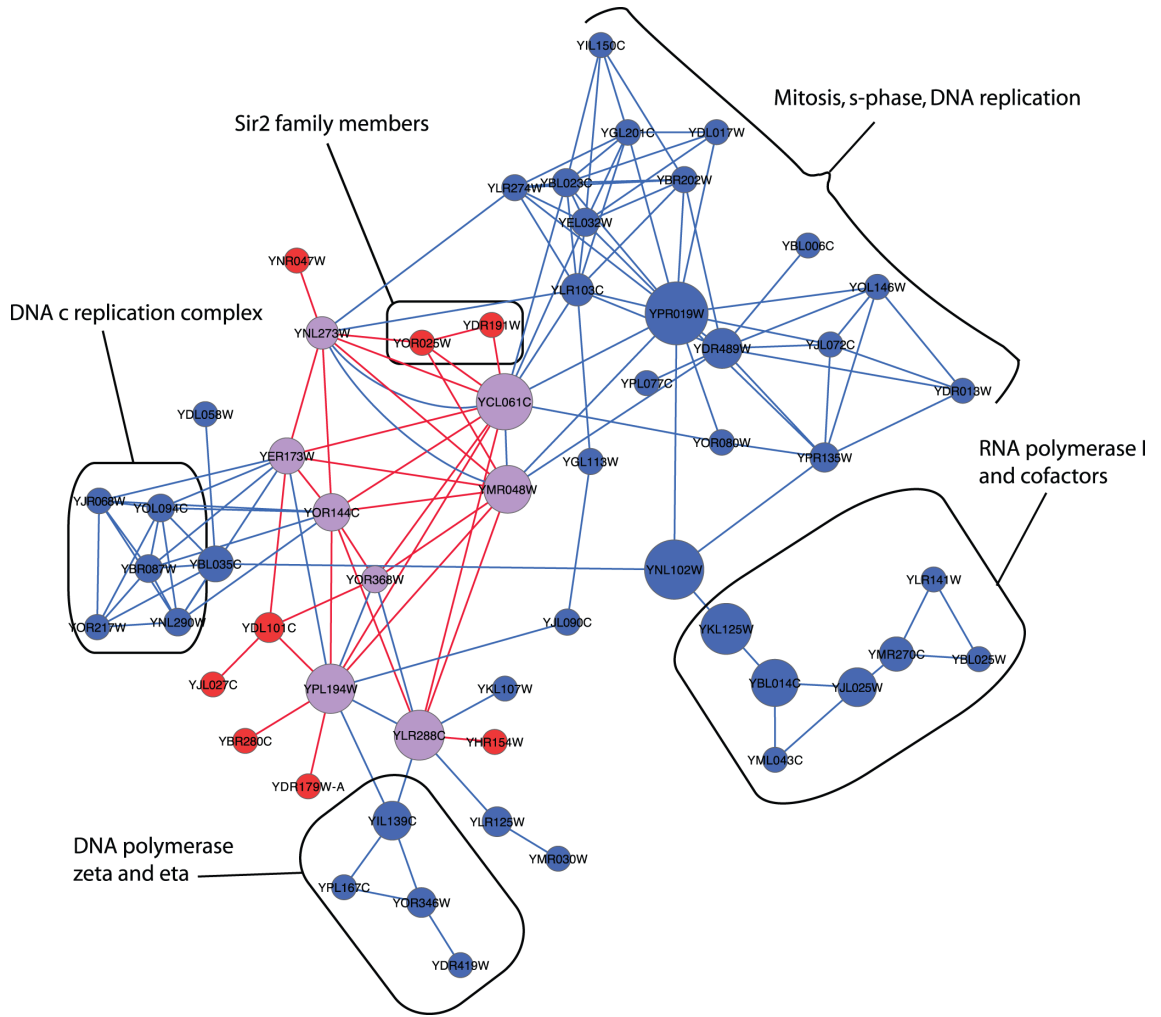 YIL150C
Mitosis, s-phase, DNA replication
Sir2 family members
YGL201C
YDL017W
YLR274W
YBL023C
YBR202W
YEL032W
YBL006C
YNR047W
YLR103C
YOL146W
DNA c replication complex
YPR019W
YNL273W
YDR191W
YOR025W
YDR489W
YJL072C
YPL077C
YDR013W
YCL061C
YDL058W
YOR080W
RNA polymerase I
and cofactors
YER173W
YGL113W
YPR135W
YMR048W
YJR068W
YOL094C
YOR144C
YBR087W
YBL035C
YOR368W
YNL102W
YLR141W
YOR217W
YNL290W
YDL101C
YJL090C
YKL125W
YMR270C
YBL025W
YJL027C
YPL194W
YKL107W
YBL014C
YJL025W
YBR280C
YLR288C
YHR154W
YML043C
YDR179W-A
YIL139C
YLR125W
DNA polymerase
zeta and eta
YMR030W
YPL167C
YOR346W
YDR419W